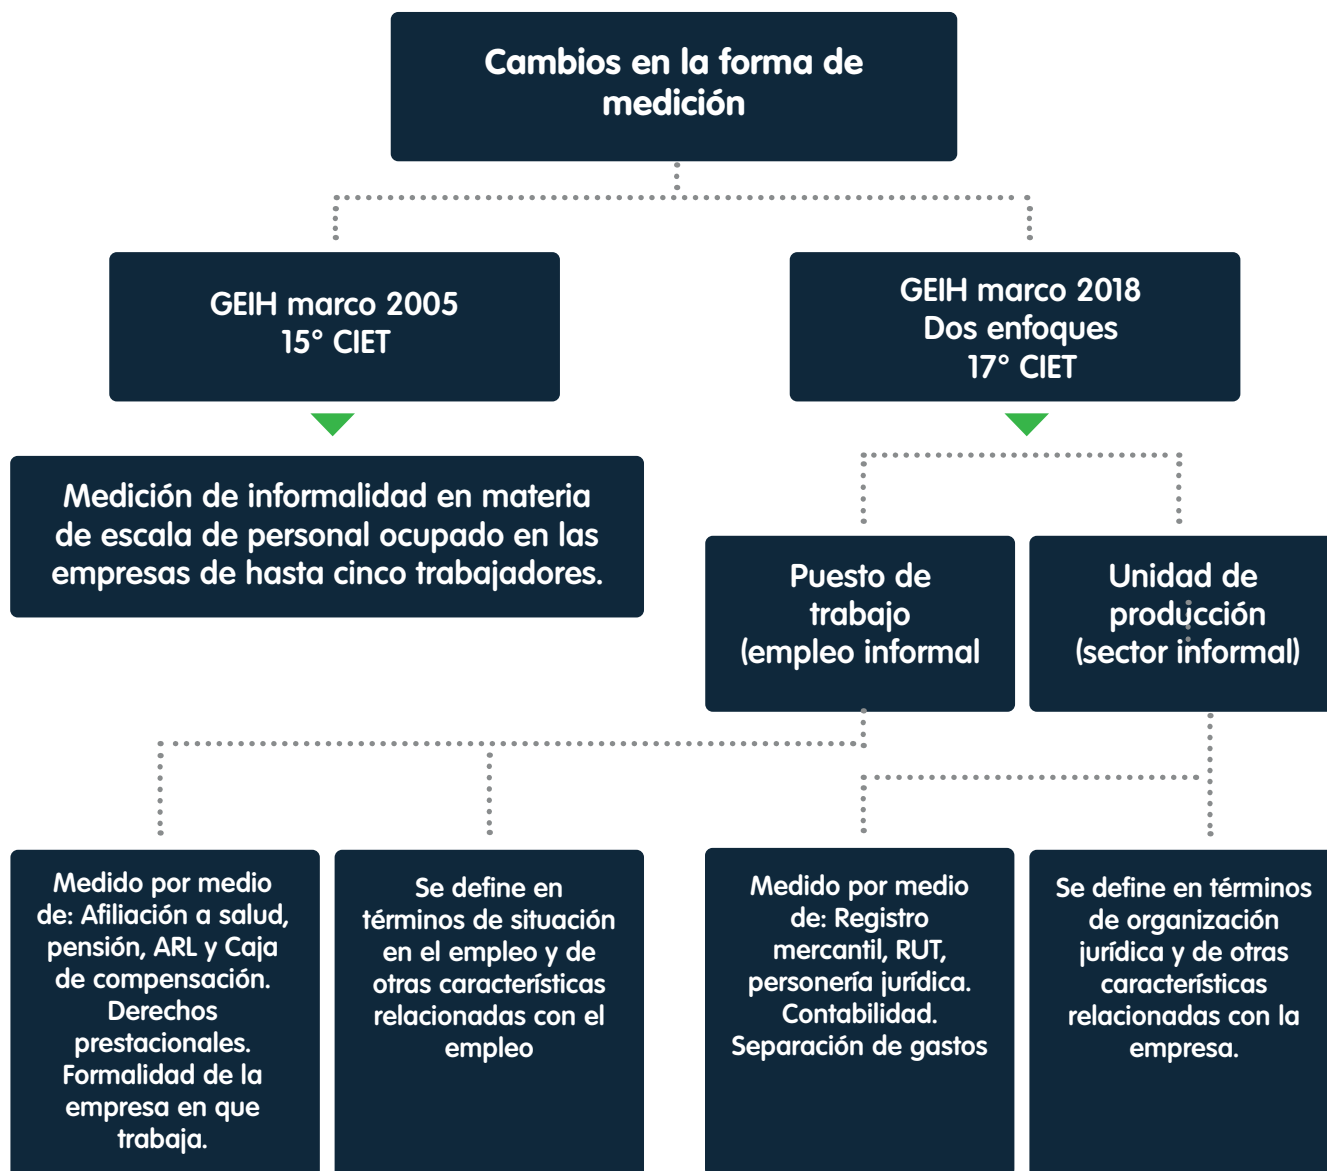 Cambios en la forma de
medición
GEIH marco 2005
15° CIET
GEIH marco 2018
Dos enfoques
17° CIET
Medición de informalidad en materia
de escala de personal ocupado en las
empresas de hasta cinco trabajadores.
Puesto de
trabajo
(empleo informal
Unidad de
producción
(sector informal)
Medido por medio
de: Afiliación a salud,
pensión, ARL y Caja
de compensación.
Derechos
prestacionales.
Formalidad de la
empresa en que
trabaja.
Se define en
términos de situación
en el empleo y de
otras características
relacionadas con el
empleo
Medido por medio
de: Registro
mercantil, RUT,
personería jurídica.
Contabilidad.
Separación de gastos
Se define en términos
de organización
jurídica y de otras
características
relacionadas con la
empresa.